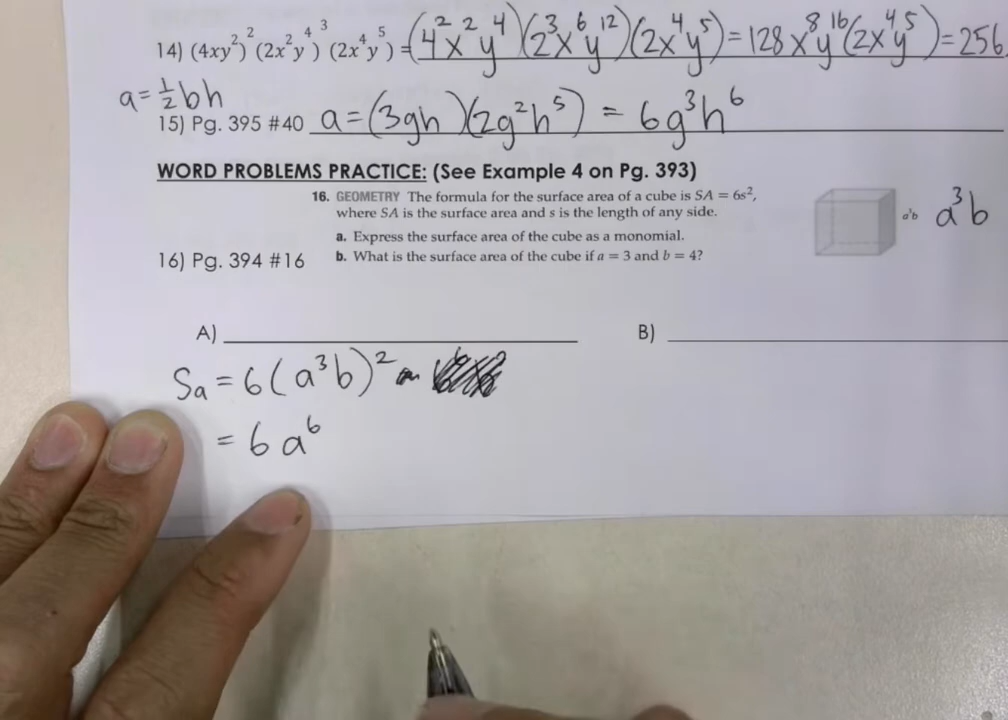 14) (4xy²)² (2x²y⁴)³ (2x⁴y⁵) = (4²x²y⁴)(2³x⁶y¹²)(2x⁴y⁵) = 128x⁸y¹⁶(2x⁴y⁵) = 256
a = ½bh
15) Pg. 395 #40 a = (3gh)(2g²h⁵) = 6g³h⁶
WORD PROBLEMS PRACTICE: (See Example 4 on Pg. 393)
16. GEOMETRY The formula for the surface area of a cube is SA = 6s²,
where SA is the surface area and s is the length of any side.
a³b a³b
a. Express the surface area of the cube as a monomial.
16) Pg. 394 #16 b. What is the surface area of the cube if a = 3 and b = 4?
A) B)
Sa = 6(a³b)²
= 6a⁶